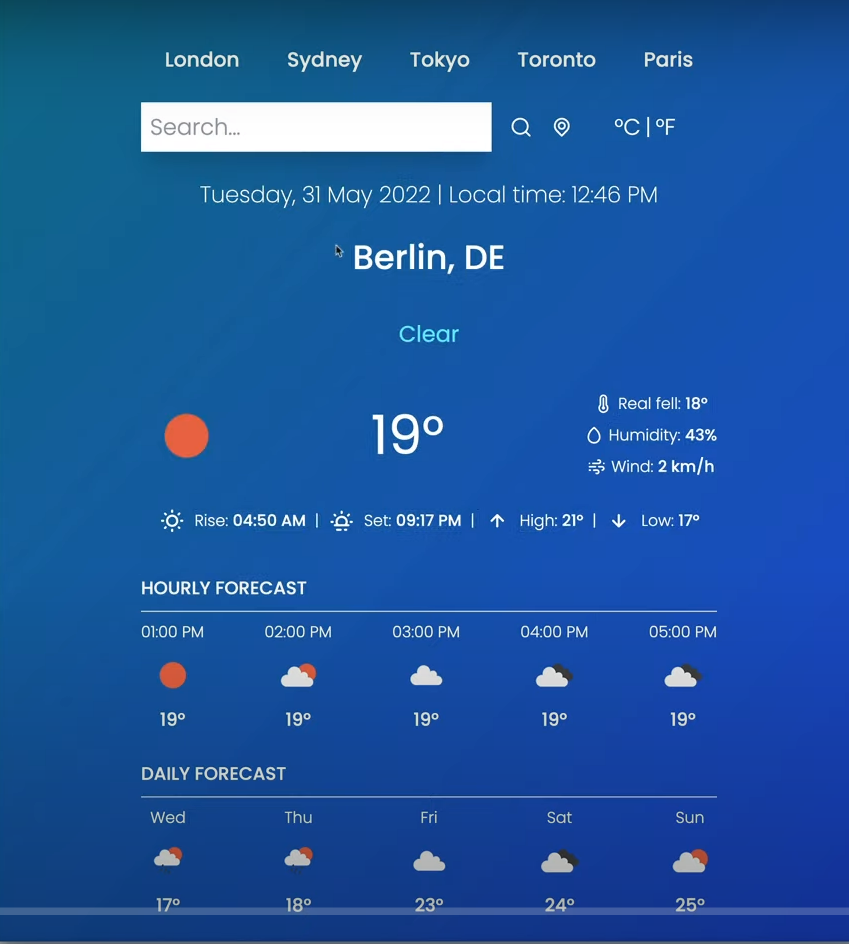 London Sydney Tokyo Toronto Paris
Search... °C | °F
Tuesday, 31 May 2022 | Local time: 12:46 PM
Berlin, DE
Clear
Real fell: 18°
19°
Humidity: 43%
Wind: 2 km/h
Rise: 04:50 AM | Set: 09:17 PM | High: 21° | Low: 17°
HOURLY FORECAST
01:00 PM 02:00 PM 03:00 PM 04:00 PM 05:00 PM
19° 19° 19° 19° 19°
DAILY FORECAST
Wed Thu Fri Sat Sun
17° 18° 23° 24° 25°